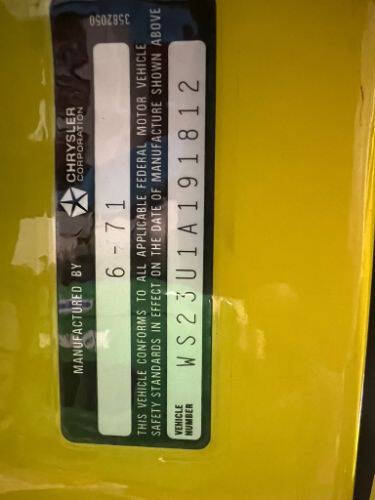 3582050
MANUFACTURED BY CHRYSLER
CORPORATION
6-71
THIS VEHICLE CONFORMS TO ALL APPLICABLE FEDERAL MOTOR VEHICLE
SAFETY STANDARDS IN EFFECT ON THE DATE OF MANUFACTURE SHOWN ABOVE
VEHICLE
NUMBER
WS23U1A191812